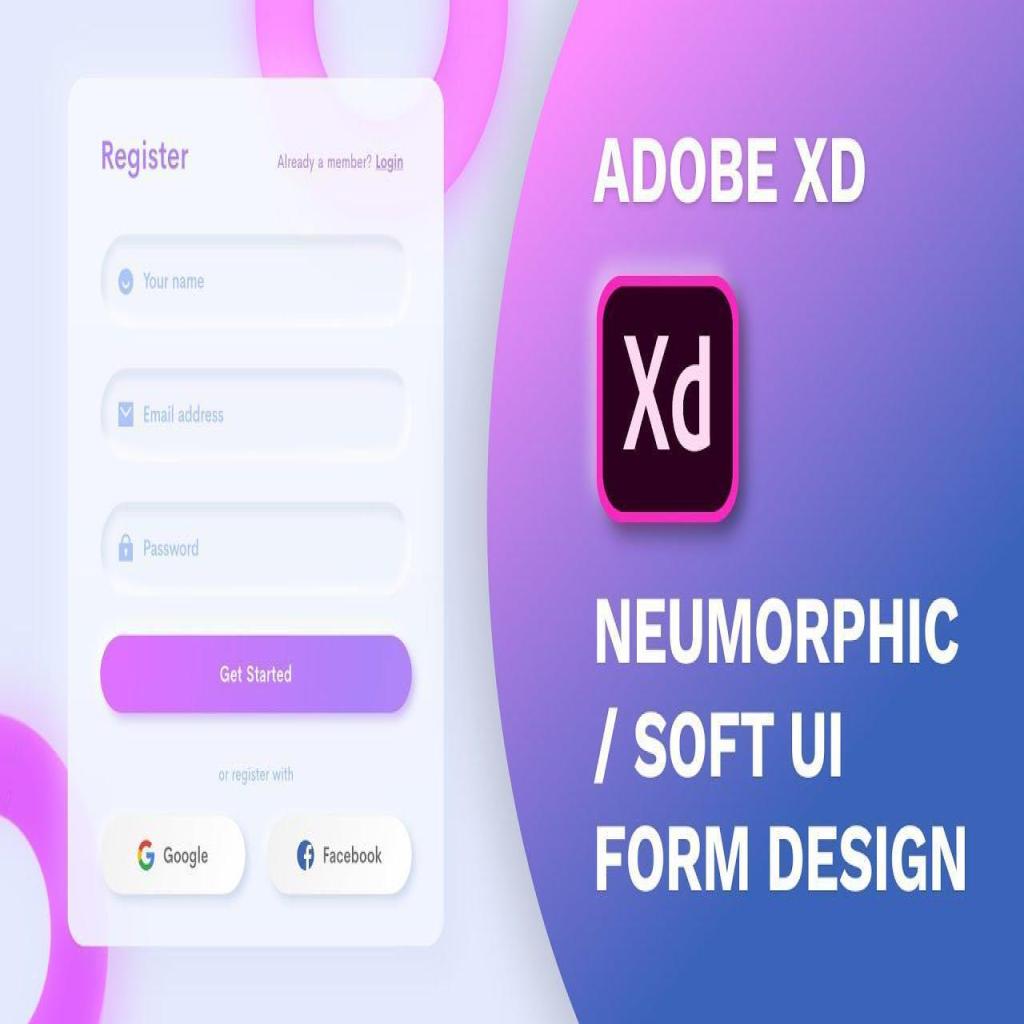 Register
Already a member? Login
Your name
Email address
Password
Get Started
or register with
Google
Facebook
ADOBE XD
Xd
NEUMORPHIC
/ SOFT UI
FORM DESIGN